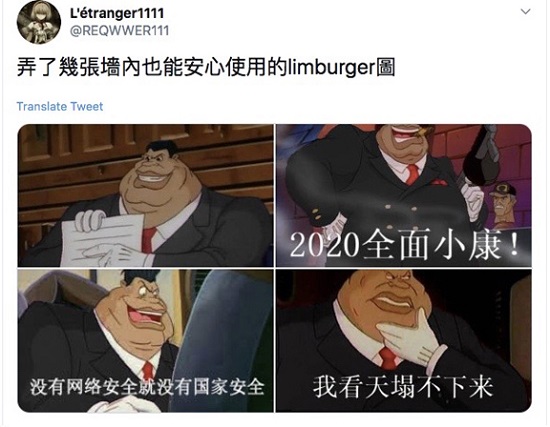 L'étranger1111
@REQWWER111
弄了幾張墻內也能安心使用的limburger圖
Translate Tweet
2020全面小康！
没有网络安全就没有国家安全
我看天塌不下来